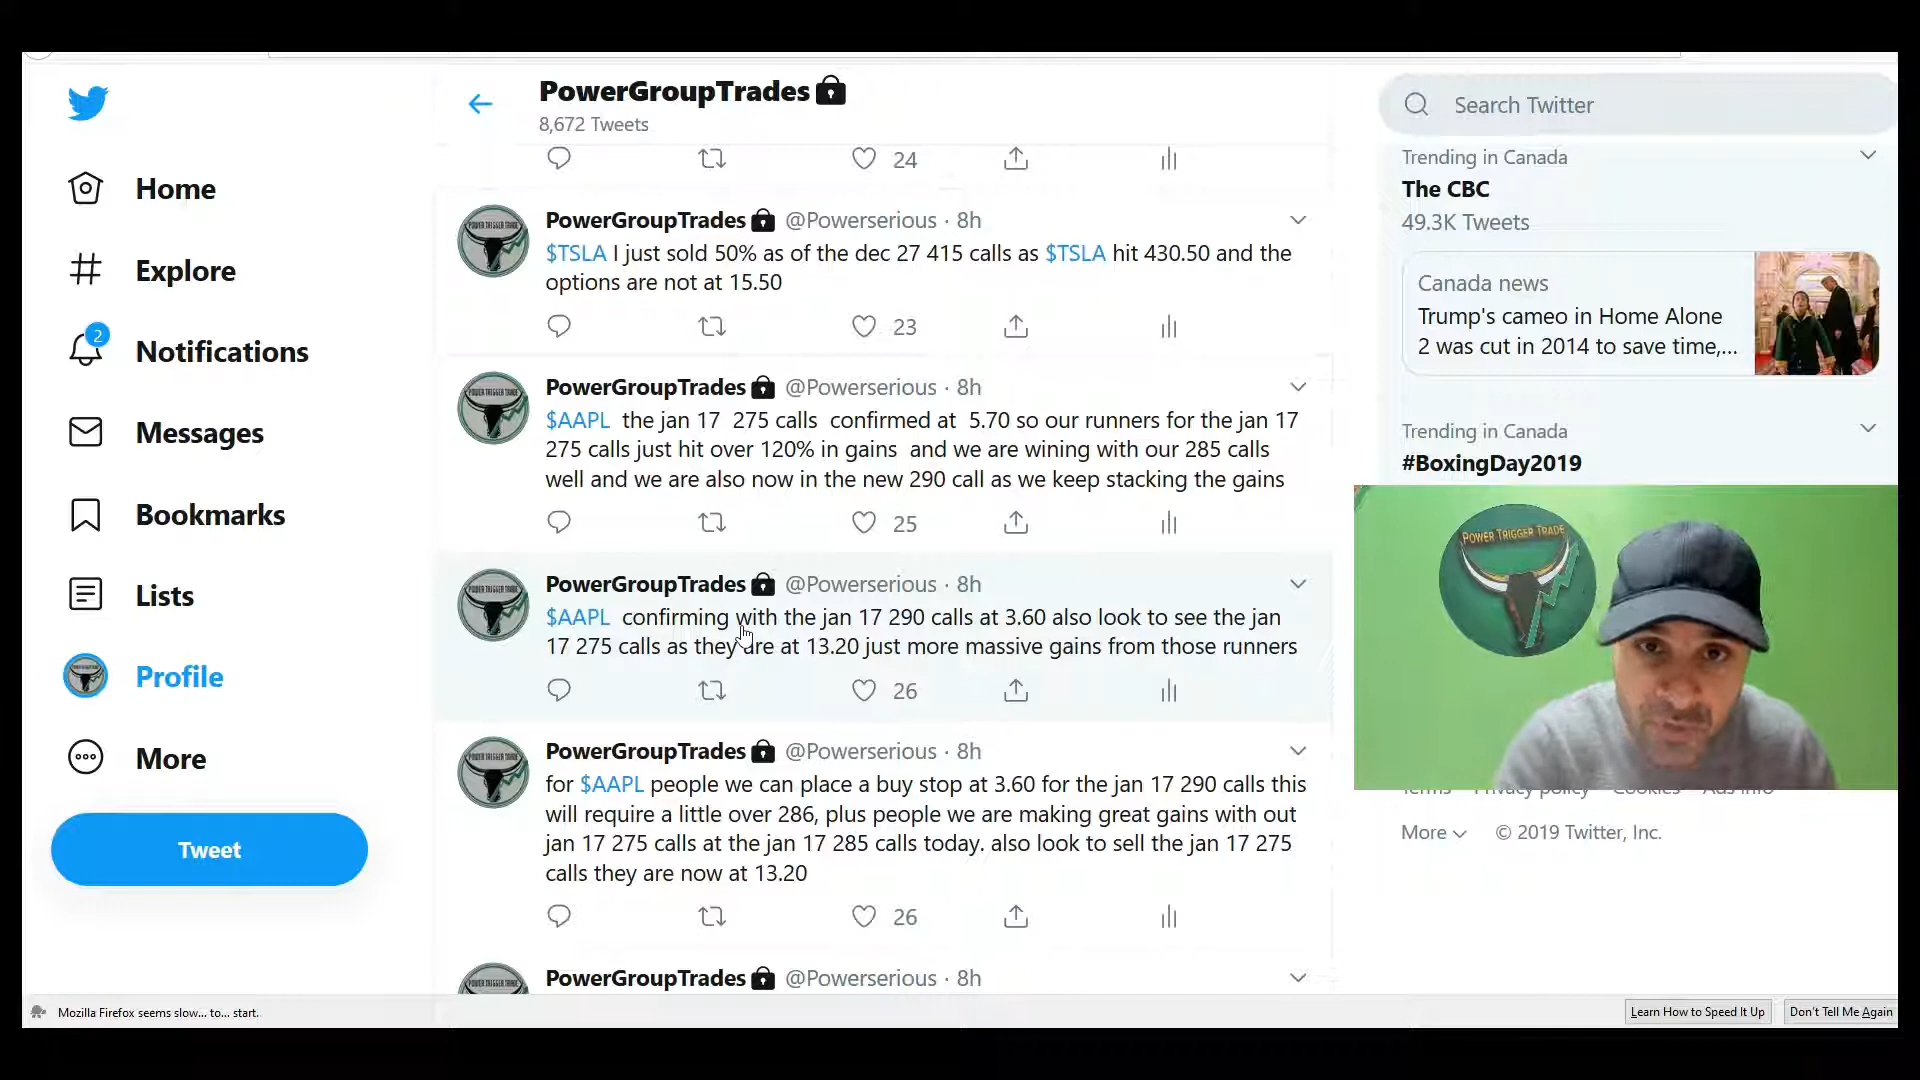 PowerGroupTrades
8,672 Tweets
Search Twitter
Home
Explore
2
Notifications
Messages
Bookmarks
Lists
Profile
More
Tweet
24
PowerGroupTrades @Powerserious · 8h
$TSLA I just sold 50% as of the dec 27 415 calls as $TSLA hit 430.50 and the
options are not at 15.50
23
PowerGroupTrades @Powerserious · 8h
$AAPL the jan 17 275 calls confirmed at 5.70 so our runners for the jan 17
275 calls just hit over 120% in gains and we are wining with our 285 calls
well and we are also now in the new 290 call as we keep stacking the gains
25
PowerGroupTrades @Powerserious · 8h
$AAPL confirming with the jan 17 290 calls at 3.60 also look to see the jan
17 275 calls as they are at 13.20 just more massive gains from those runners
26
PowerGroupTrades @Powerserious · 8h
for $AAPL people we can place a buy stop at 3.60 for the jan 17 290 calls this
will require a little over 286, plus people we are making great gains with out
jan 17 275 calls at the jan 17 285 calls today. also look to sell the jan 17 275
calls they are now at 13.20
26
PowerGroupTrades @Powerserious · 8h
Trending in Canada
The CBC
49.3K Tweets
Canada news
Trump's cameo in Home Alone
2 was cut in 2014 to save time,...
Trending in Canada
#BoxingDay2019
POWER TRIGGER TRADE
Terms Privacy policy Cookies Ads info
More © 2019 Twitter, Inc.
Mozilla Firefox seems slow... to... start.
Learn How to Speed It Up
Don't Tell Me Again